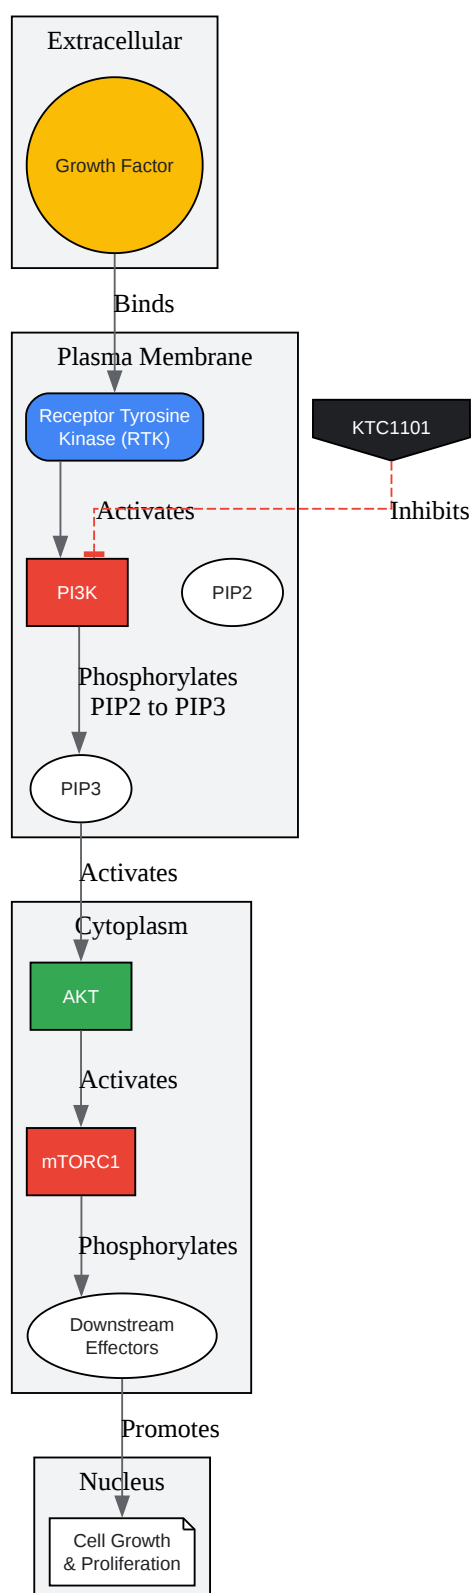 Extracellular
Growth Factor
Binds
Plasma Membrane
Receptor Tyrosine
Kinase (RTK)
KTC1101
Activates
Inhibits
PI3K
PIP2
Phosphorylates
PIP2 to PIP3
PIP3
Activates
Cytoplasm
AKT
Activates
mTORC1
Phosphorylates
Downstream
Effectors
Promotes
Nucleus
Cell Growth
& Proliferation